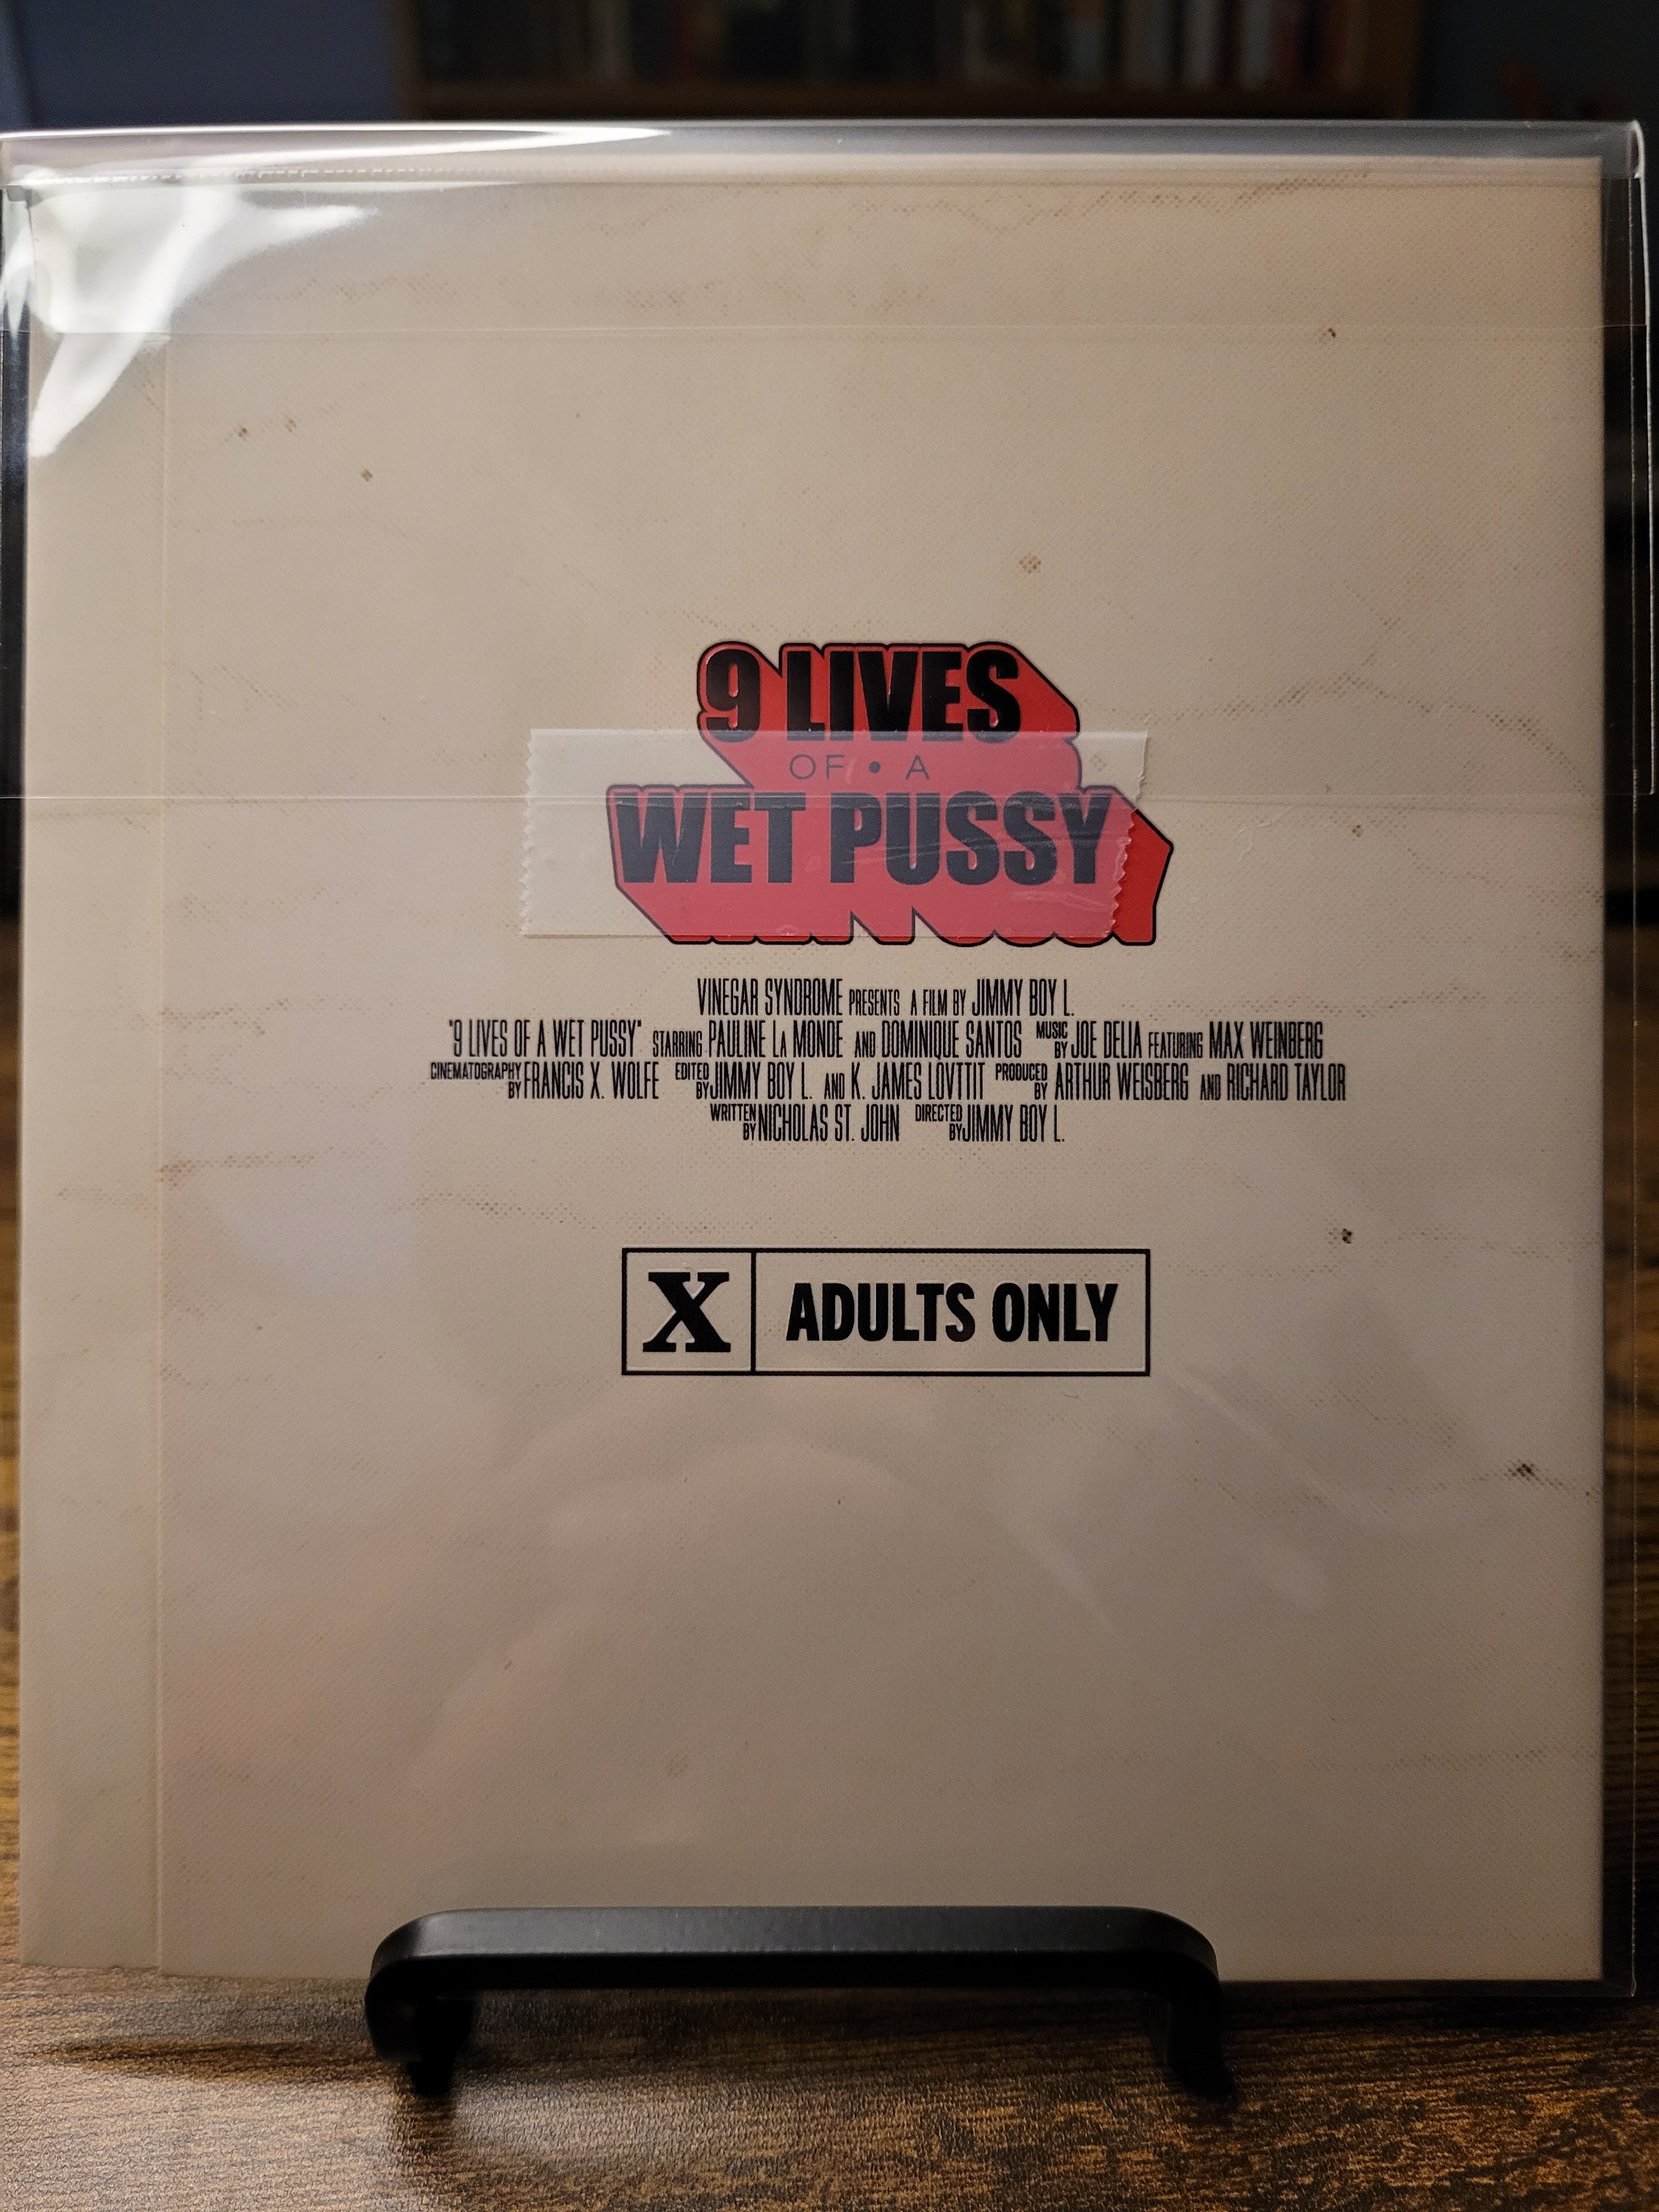 9 LIVES
OF • A
WET PUSSY
VINEGAR SYNDROME PRESENTS A FILM BY JIMMY BOY L.
"9 LIVES OF A WET PUSSY" STARRING PAULINE LA MONDE AND DOMINIQUE SANTOS MUSIC BY JOE DELIA FEATURING MAX WEINBERG
CINEMATOGRAPHY BY FRANCIS X. WOLFE EDITED BY JIMMY BOY L. AND K. JAMES LOVTTIT PRODUCED BY ARTHUR WEISBERG AND RICHARD TAYLOR
WRITTEN BY NICHOLAS ST. JOHN DIRECTED BY JIMMY BOY L.
X ADULTS ONLY